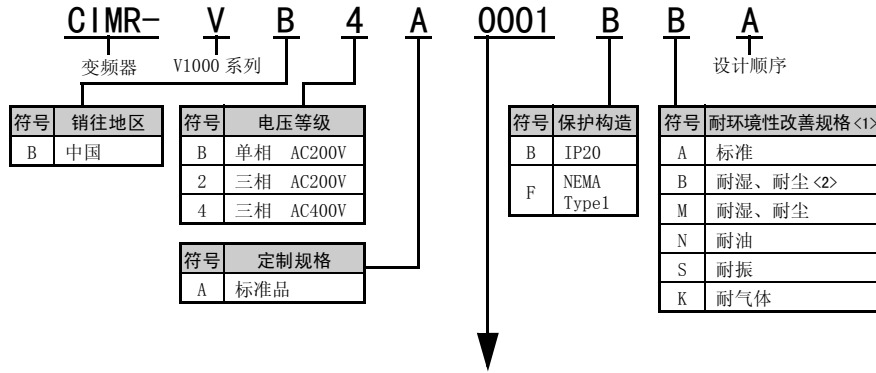 CIMR- V B 4 A 0001 B B A
变频器 V1000 系列 设计顺序
符号 销往地区
B 中国
符号 电压等级
B 单相 AC200V
2 三相 AC200V
4 三相 AC400V
符号 定制规格
A 标准品
符号 保护构造
B IP20
F NEMA
Type1
符号 耐环境性改善规格<1>
A 标准
B 耐湿、耐尘<2>
M 耐湿、耐尘
N 耐油
S 耐振
K 耐气体